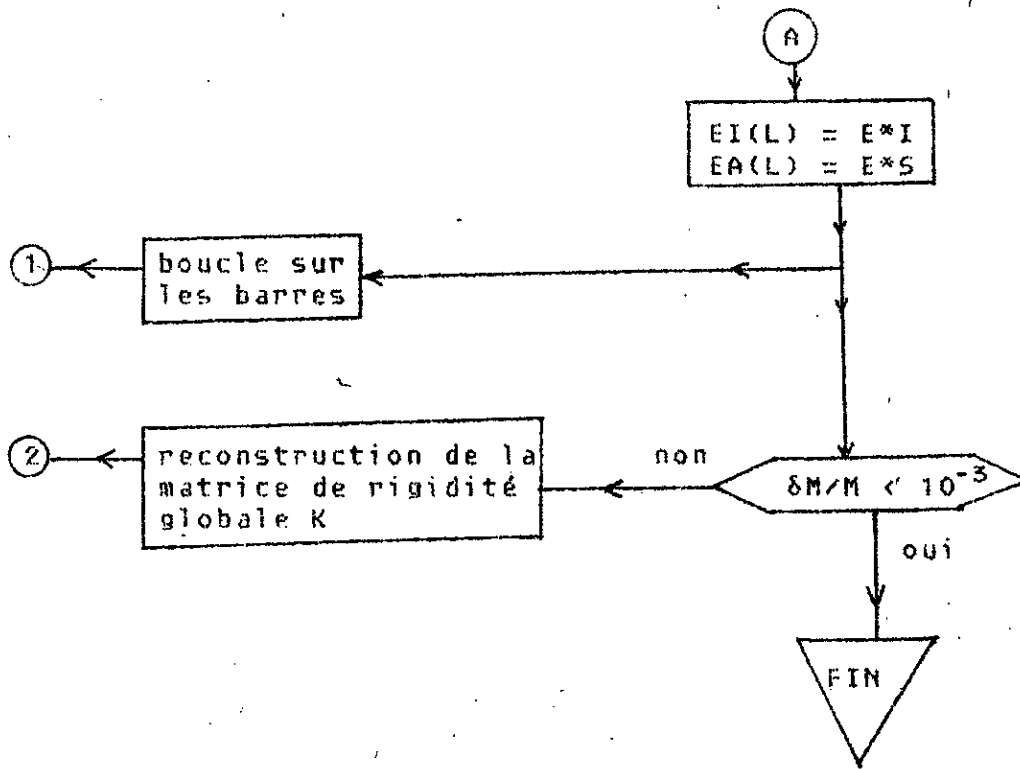 A
EI(L) = E*I
EA(L) = E*S
1
boucle sur
les barres
2
reconstruction de la
matrice de rigidité
globale K
non
δM/M < 10⁻³
oui
FIN